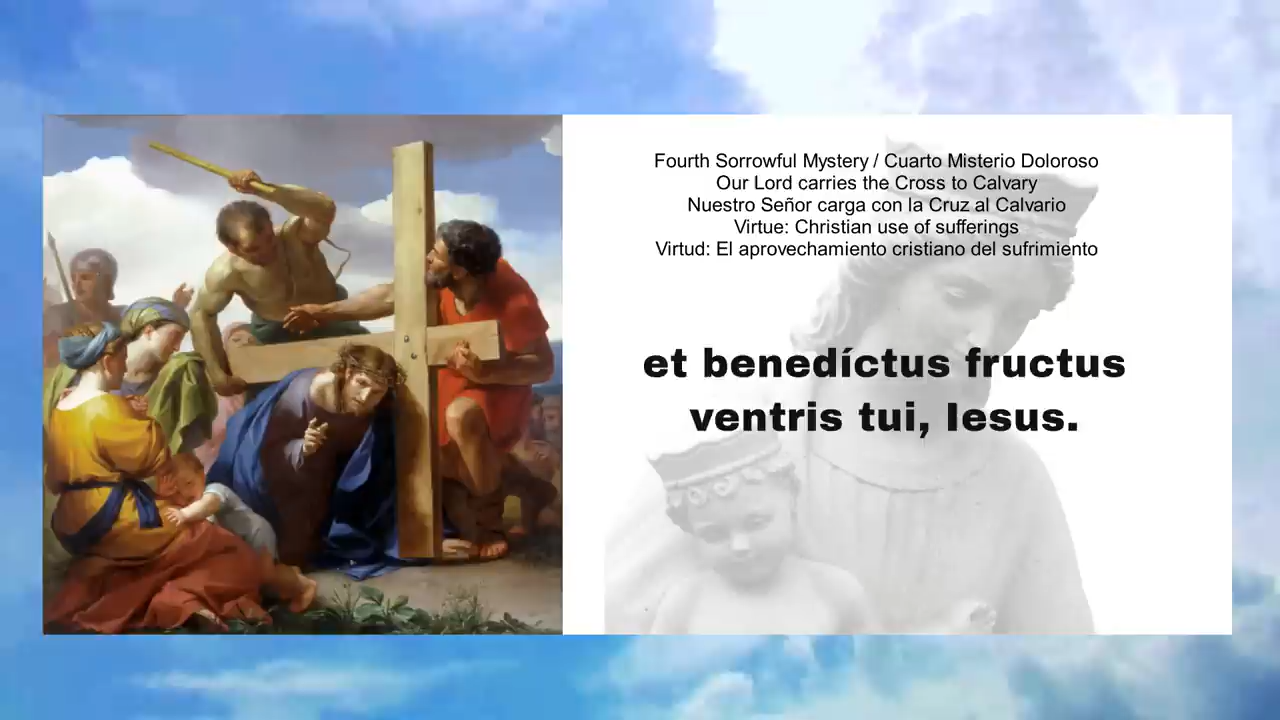 Fourth Sorrowful Mystery / Cuarto Misterio Doloroso
Our Lord carries the Cross to Calvary
Nuestro Señor carga con la Cruz al Calvario
Virtue: Christian use of sufferings
Virtud: El aprovechamiento cristiano del sufrimiento
et benedíctus fructus
ventris tui, Iesus.